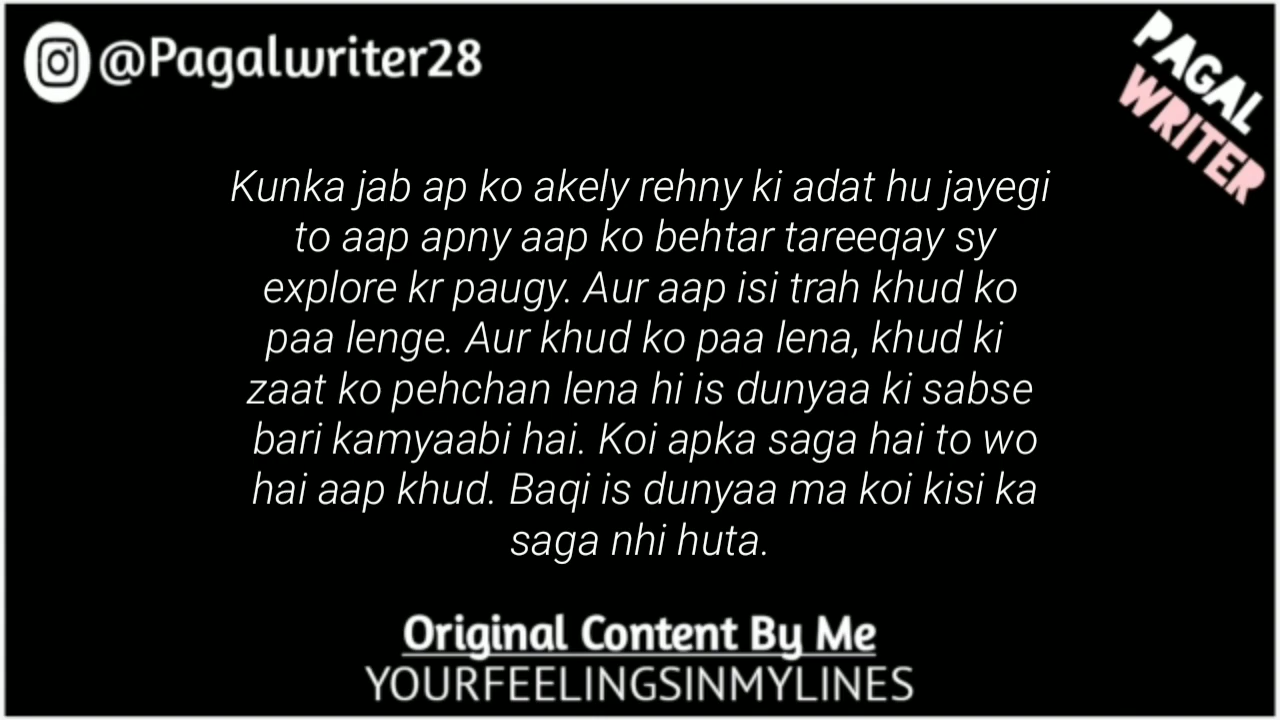 @Pagalwriter28
PAGAL
WRITER
Kunka jab ap ko akely rehny ki adat hu jayegi
to aap apny aap ko behtar tareeqay sy
explore kr paugy. Aur aap isi trah khud ko
paa lenge. Aur khud ko paa lena, khud ki
zaat ko pehchan lena hi is dunyaa ki sabse
bari kamyaabi hai. Koi apka saga hai to wo
hai aap khud. Baqi is dunyaa ma koi kisi ka
saga nhi huta.
Original Content By Me
YOURFEELINGSINMYLINES